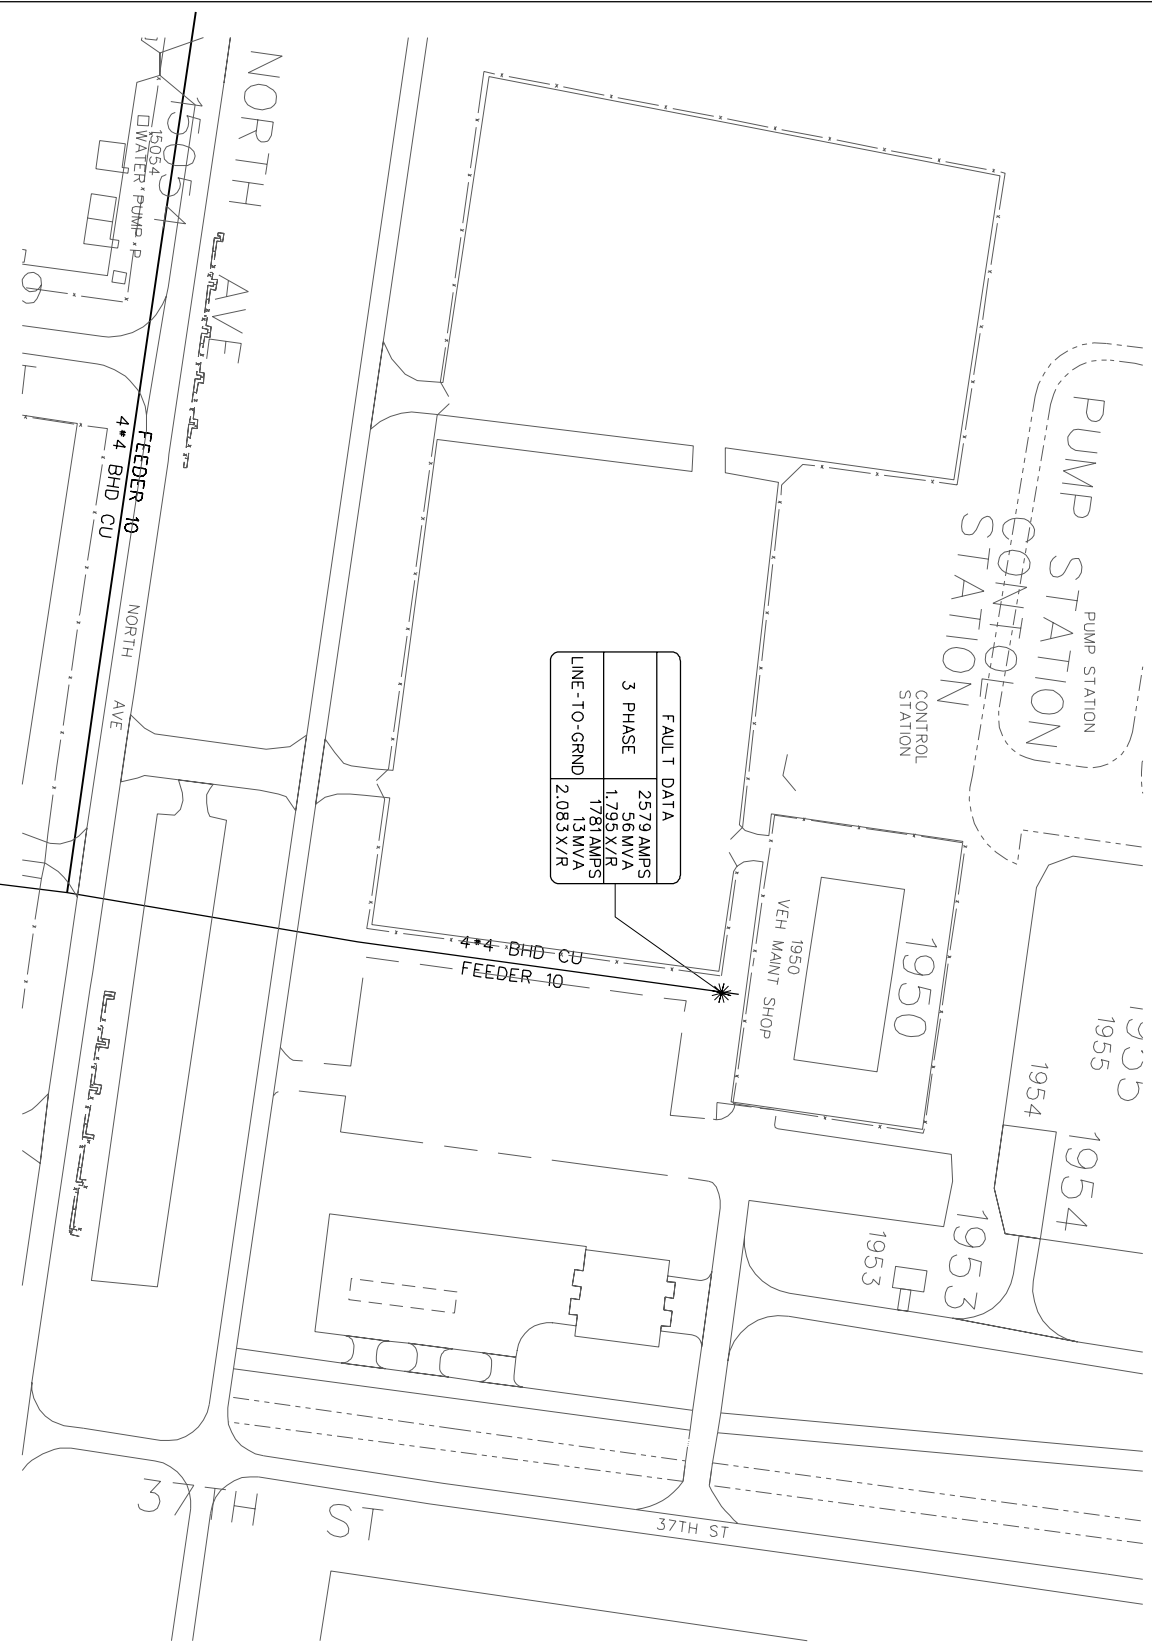 NORTH AVE
15054
15054
WATER PUMP P
9
FEEDER 10
4#4 BHD CU
NORTH AVE
PUMP STATION
CONTOL
STATION
PUMP STATION
CONTROL
STATION
FAULT DATA
3 PHASE
2579 AMPS
56 MVA
1.795 X/R
LINE-TO-GRND
1781 AMPS
13 MVA
2.083 X/R
4#4 BHD CU
FEEDER 10
1950
VEH MAINT SHOP
1950
1955
1955
1954
1954
1953
1953
37TH ST
37TH ST